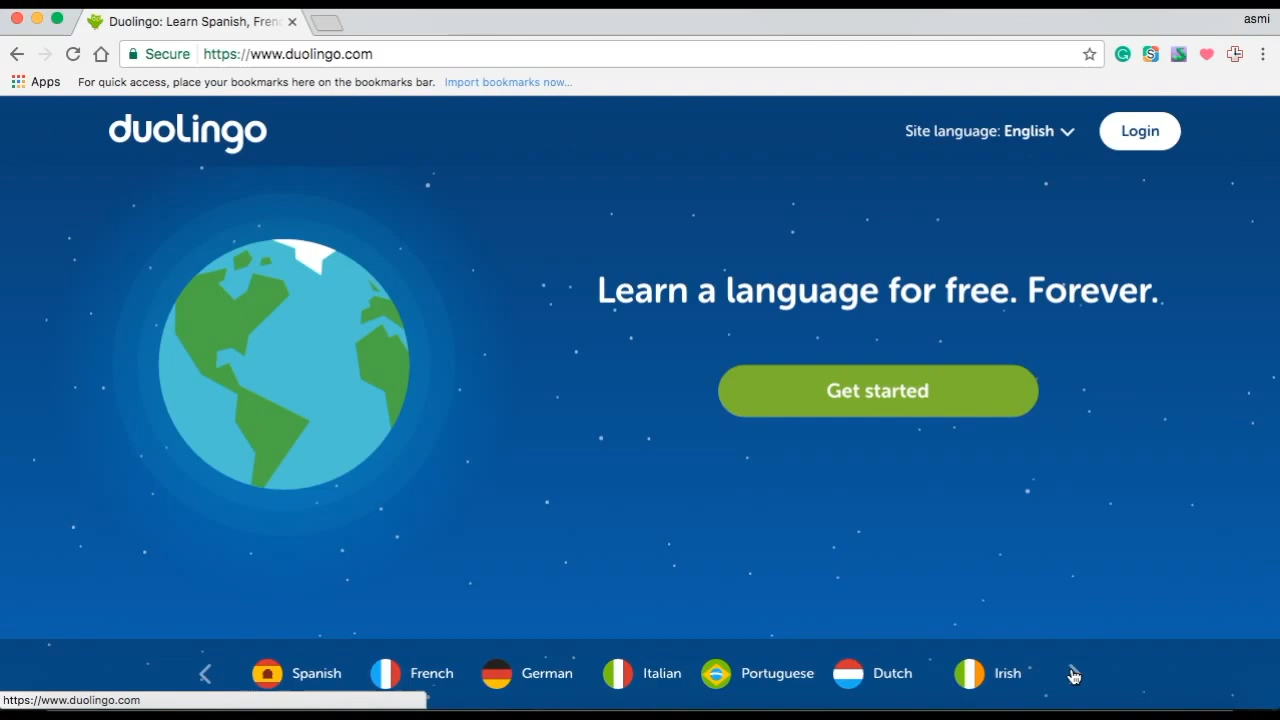 Duolingo: Learn Spanish, Fren
asmi
Secure https://www.duolingo.com
Apps For quick access, place your bookmarks here on the bookmarks bar. Import bookmarks now...
duolingo
Site language: English
Login
Learn a language for free. Forever.
Get started
Spanish French German Italian Portuguese Dutch Irish
https://www.duolingo.com